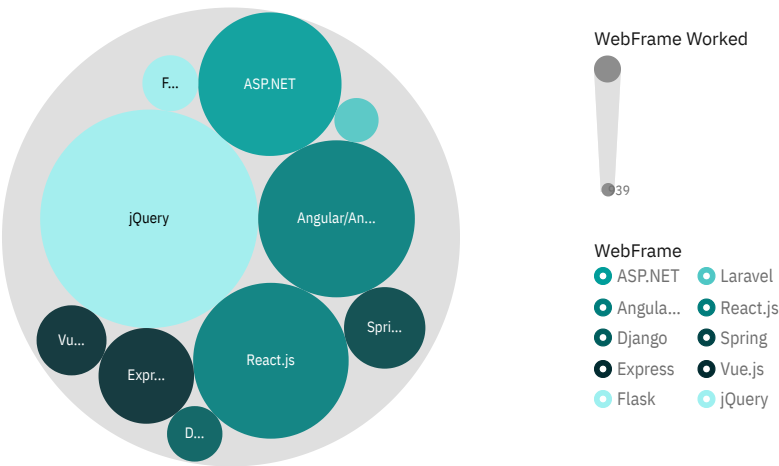 F...
ASP.NET
jQuery
Angular/An...
Vu...
Expr...
React.js
Spri...
D...
WebFrame Worked
939
WebFrame
ASP.NET
Laravel
Angula...
React.js
Django
Spring
Express
Vue.js
Flask
jQuery